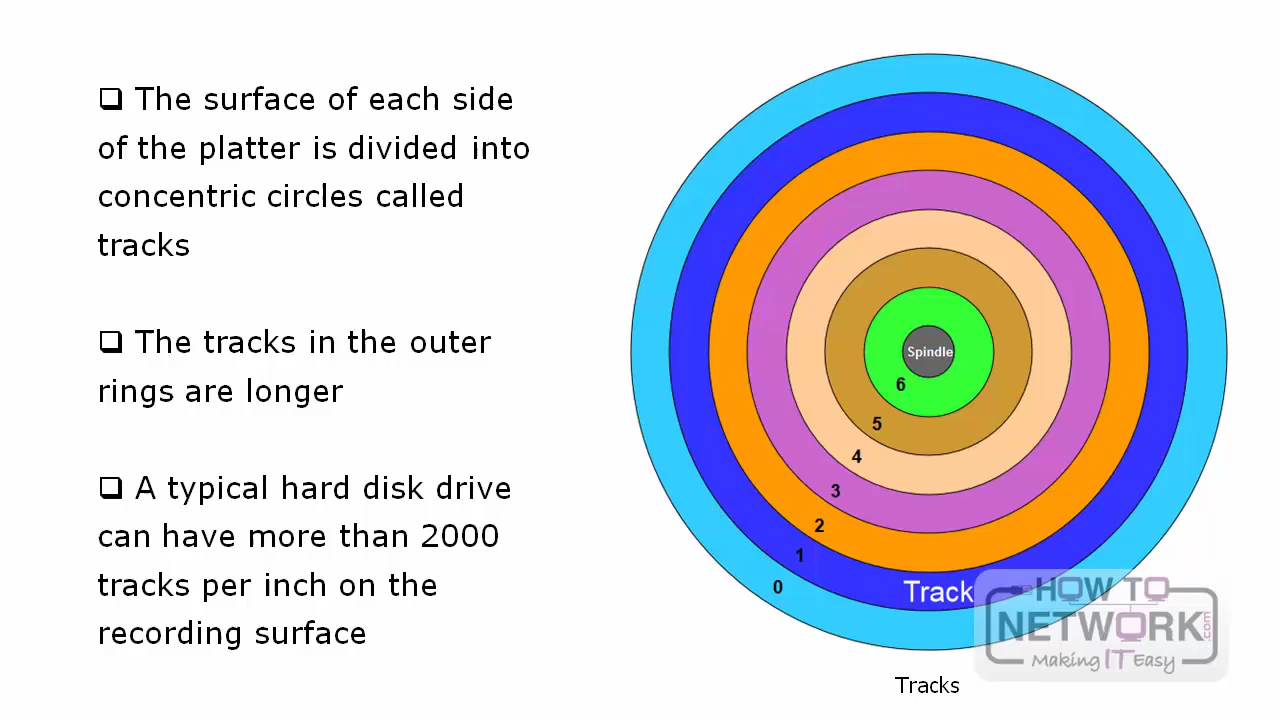 ❑ The surface of each side
of the platter is divided into
concentric circles called
tracks
❑ The tracks in the outer
rings are longer
❑ A typical hard disk drive
can have more than 2000
tracks per inch on the
recording surface
Spindle
6
5
4
3
2
1
0
Track
Tracks
HOW TO
NETWORK.com
Making IT Easy